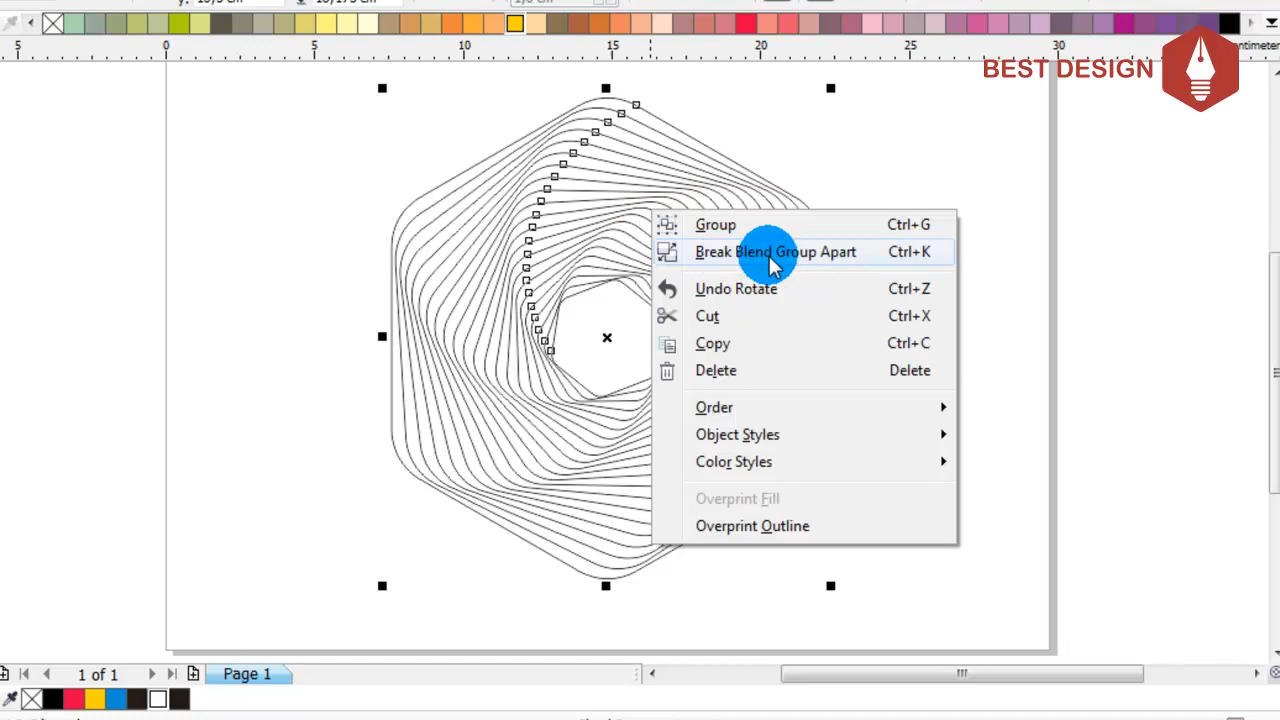 5 0 5 10 15 20 25 30
BEST DESIGN
Group Ctrl+G
Break Blend Group Apart Ctrl+K
Undo Rotate Ctrl+Z
Cut Ctrl+X
Copy Ctrl+C
Delete Delete
Order
Object Styles
Color Styles
Overprint Fill
Overprint Outline
1 of 1 Page 1